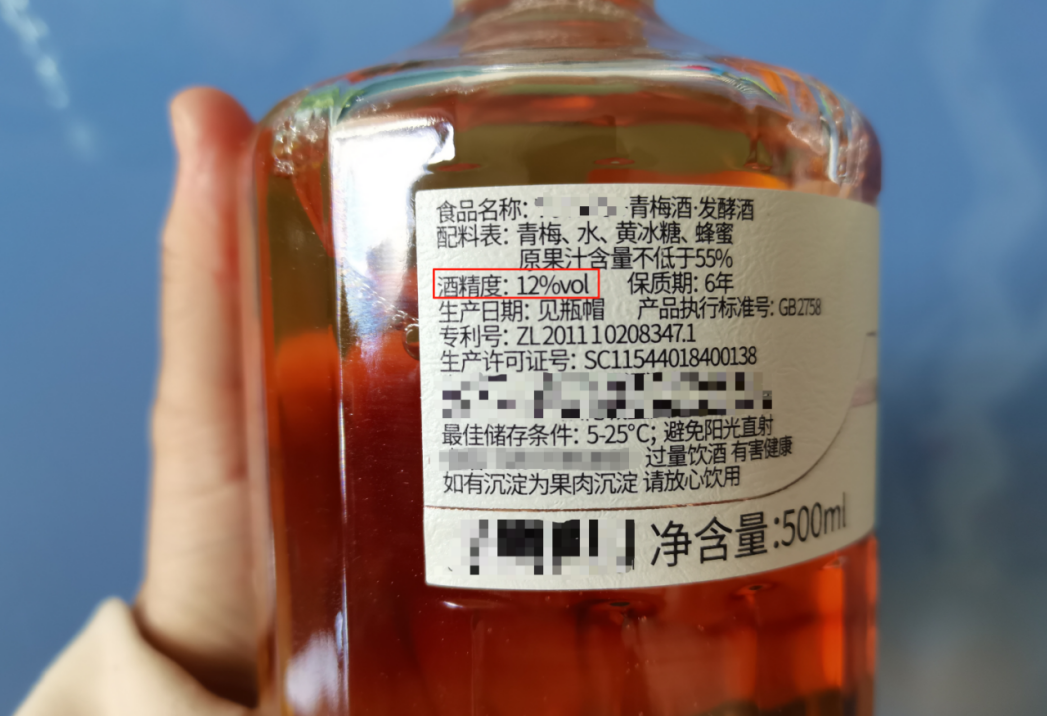 食品名称: 青梅酒·发酵酒
配料表: 青梅、水、黄冰糖、蜂蜜
原果汁含量不低于55%
酒精度: 12%vol 保质期: 6年
生产日期: 见瓶帽 产品执行标准号: GB2758
专利号: ZL201110208347.1
生产许可证号: SC11544018400138
最佳储存条件: 5-25℃; 避免阳光直射
过量饮酒 有害健康
如有沉淀为果肉沉淀 请放心饮用
净含量:500ml